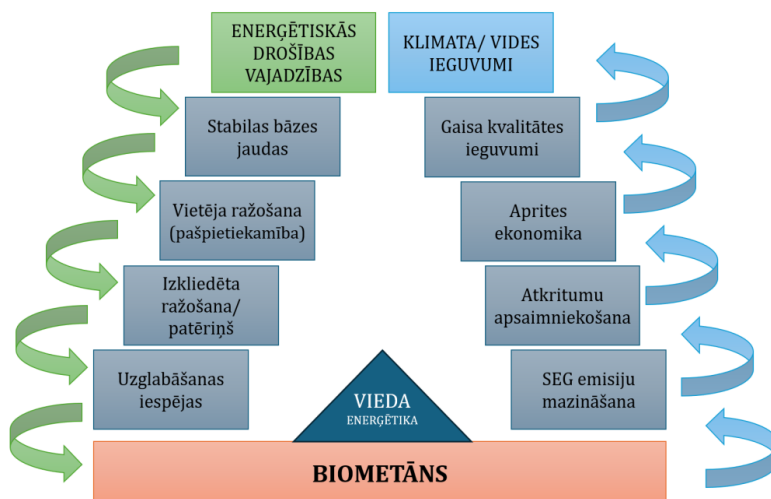 ENERĢĒTISKĀS
DROŠĪBAS
VAJADZĪBAS
KLIMATA/ VIDES
IEGUVUMI
Stabilas bāzes
jaudas
Gaisa kvalitātes
ieguvumi
Vietēja ražošana
(pašpietiekamība)
Aprites
ekonomika
Izkliedēta
ražošana/
patēriņš
Atkritumu
apsaimniekošana
Uzglabāšanas
iespējas
VIEDA
ENERĢĒTIKA
SEG emisiju
mazināšana
BIOMETĀNS